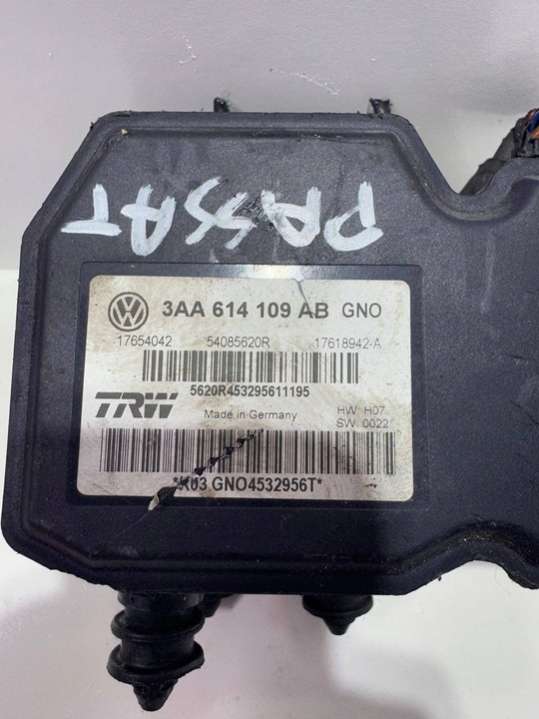 PASSAT
VW 3AA 614 109 AB GNO
17654042 54085620R 17618942-A
5620R453295611195
TRW Made in Germany HW H07
SW 0022
*K03 GNO4532956T*